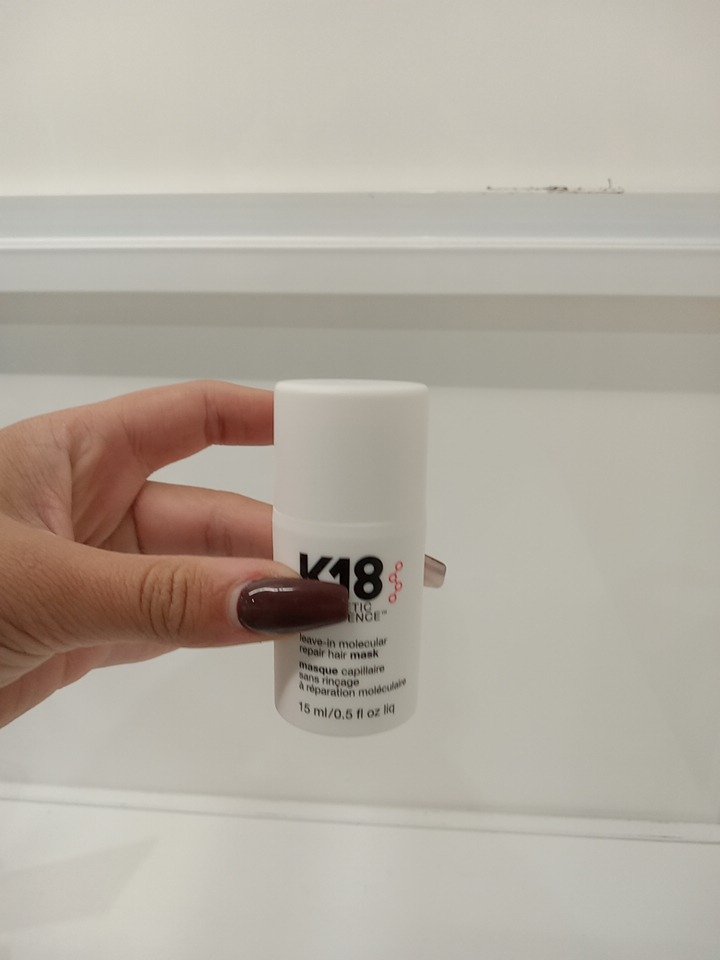 K18
leave-in molecular
repair hair mask
masque capillaire
sans rinçage
à réparation moléculaire
15 ml/0.5 fl oz liq